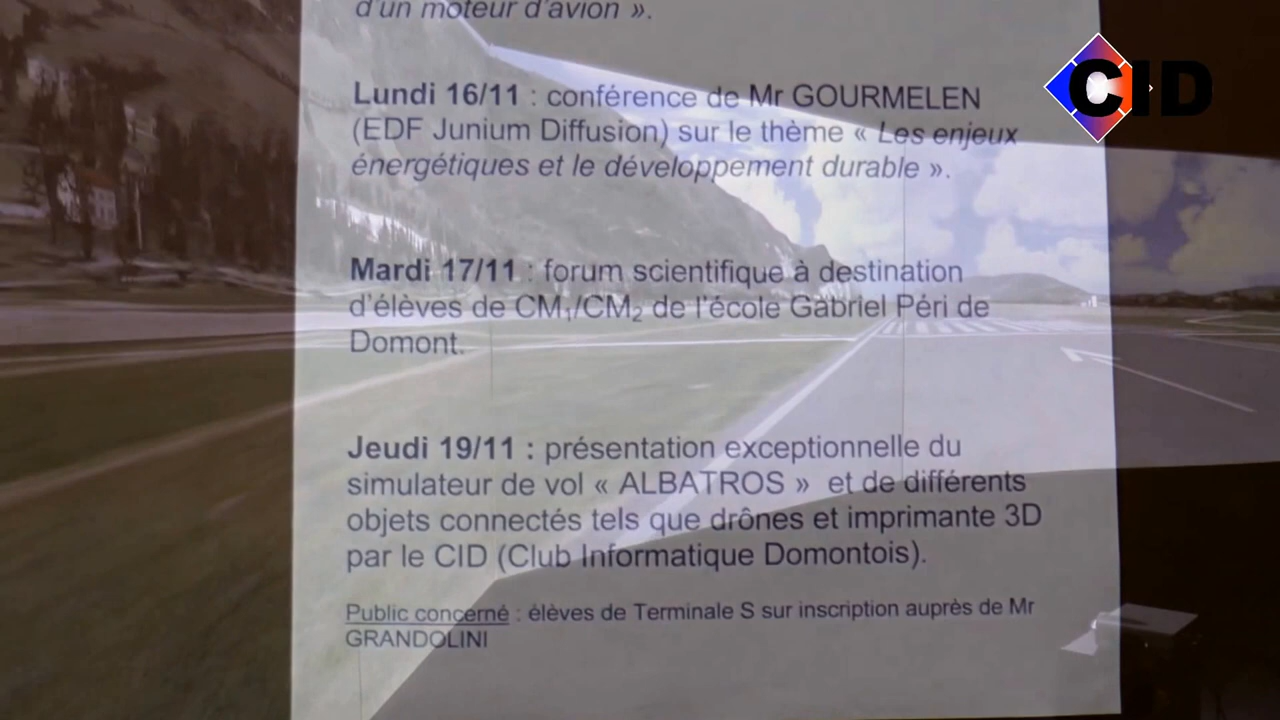 d'un moteur d'avion ».
CID
Lundi 16/11 : conférence de Mr GOURMELEN
(EDF Junium Diffusion) sur le thème « Les enjeux
énergétiques et le développement durable ».
Mardi 17/11 : forum scientifique à destination
d'élèves de CM₁/CM₂ de l'école Gabriel Péri de
Domont.
Jeudi 19/11 : présentation exceptionnelle du
simulateur de vol « ALBATROS » et de différents
objets connectés tels que drônes et imprimante 3D
par le CID (Club Informatique Domontois).
Public concerné : élèves de Terminale S sur inscription auprès de Mr
GRANDOLINI